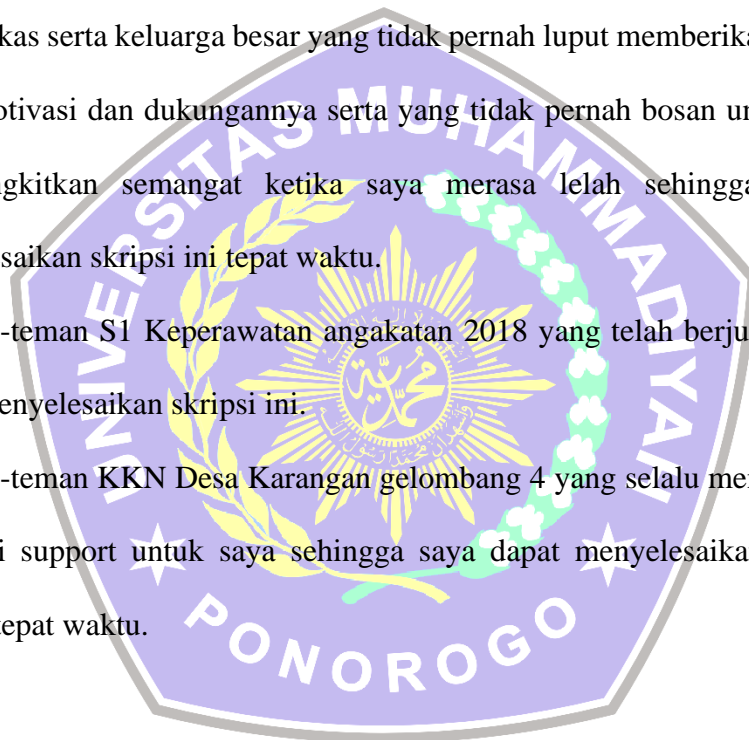 kas serta keluarga besar yang tidak pernah luput memberika
otivasi dan dukungannya serta yang tidak pernah bosan un
ngkitkan semangat ketika saya merasa lelah sehingga
saikan skripsi ini tepat waktu.
-teman S1 Keperawatan angakatan 2018 yang telah berju
enyelesaikan skripsi ini.
-teman KKN Desa Karangan gelombang 4 yang selalu me
i support untuk saya sehingga saya dapat menyelesaika
tepat waktu.
UNIVERSITAS MUHAMMADIYAH
PONOROGO
محمدية